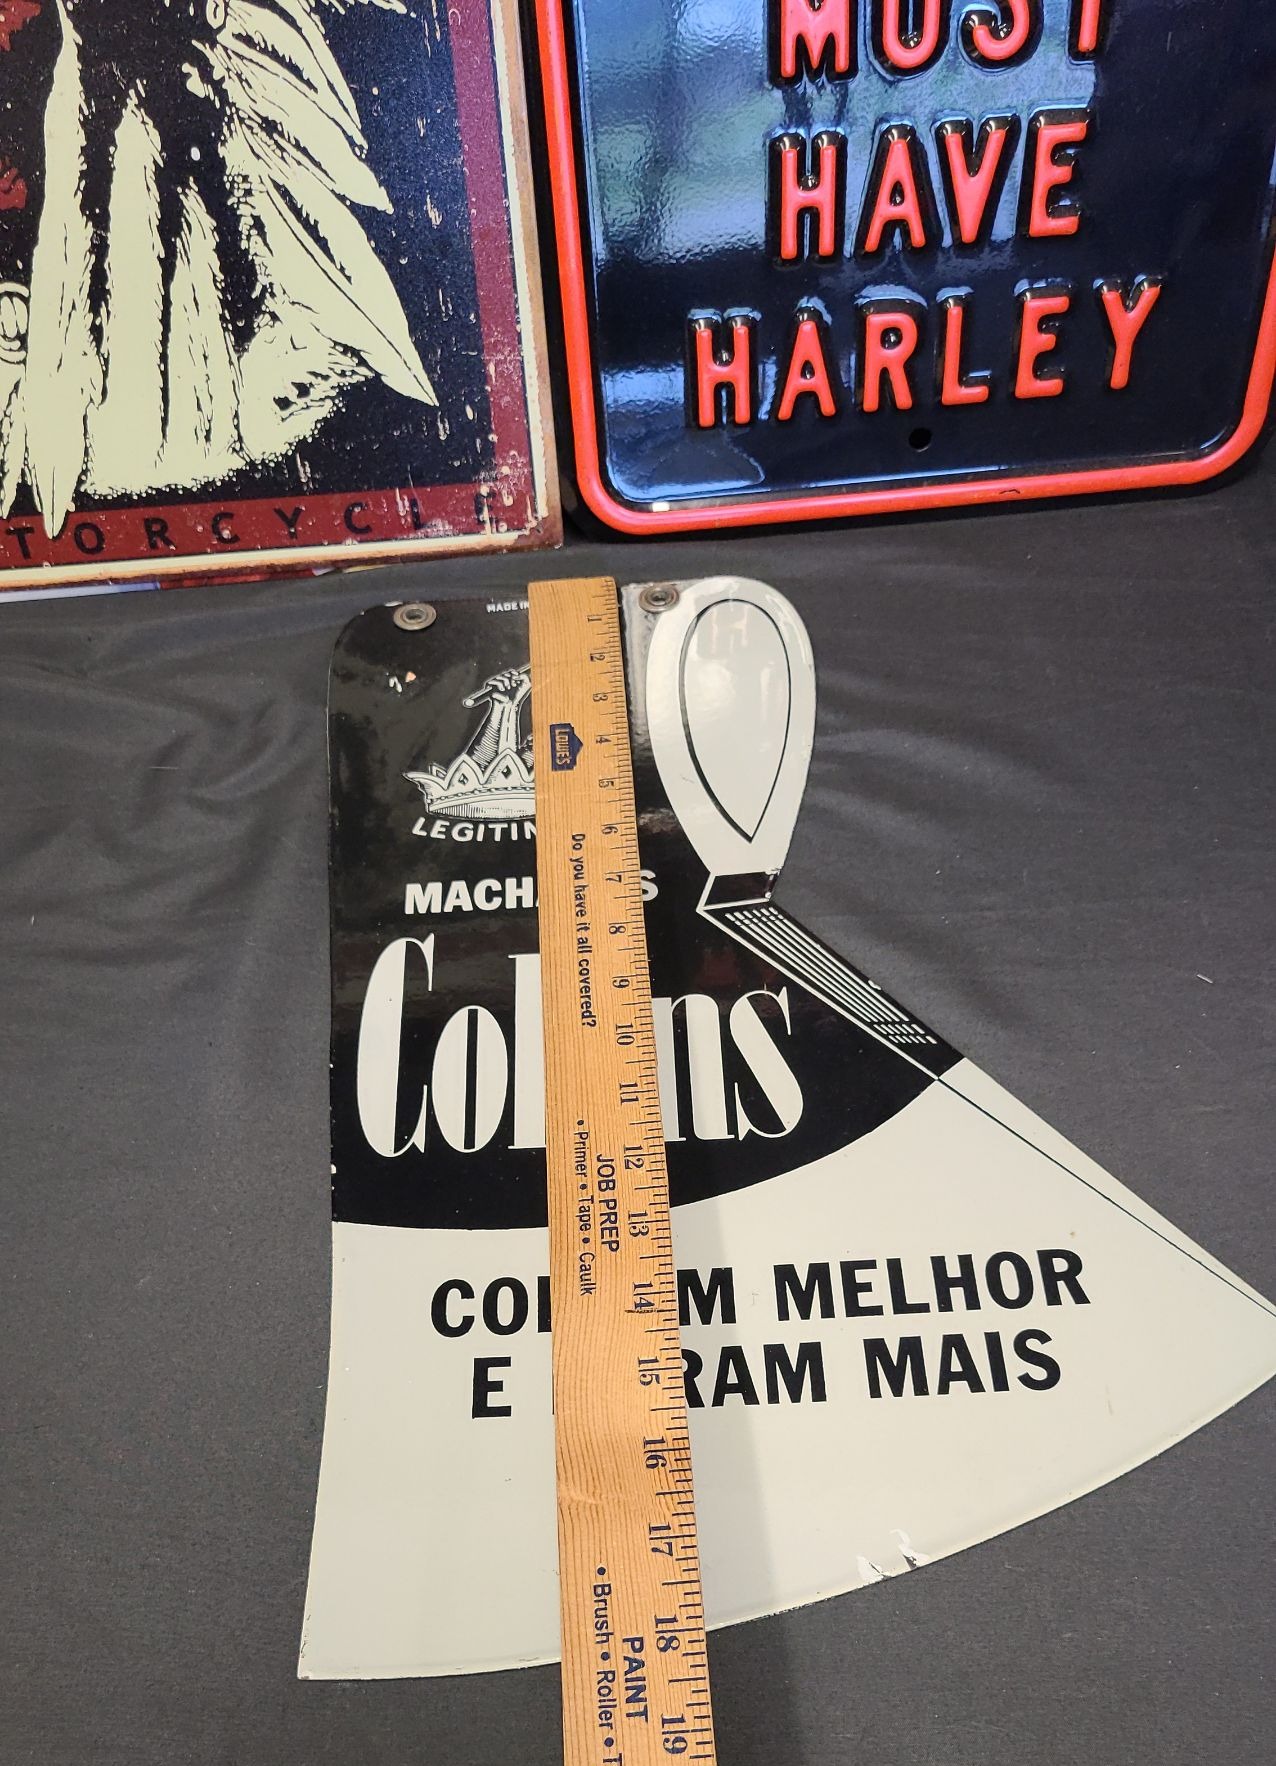 MUST
HAVE
HARLEY
TORCYCLE
MADE IN
LEGITIM
MACHA S
Co ns
CO M MELHOR
E RAM MAIS
LOWE'S
Do you have it all covered?
JOB PREP
• Primer • Tape • Caulk
PAINT
• Brush • Roller • T
1 2 3 4 5 6 7 8 9 10 11 12 13 14 15 16 17 18 19